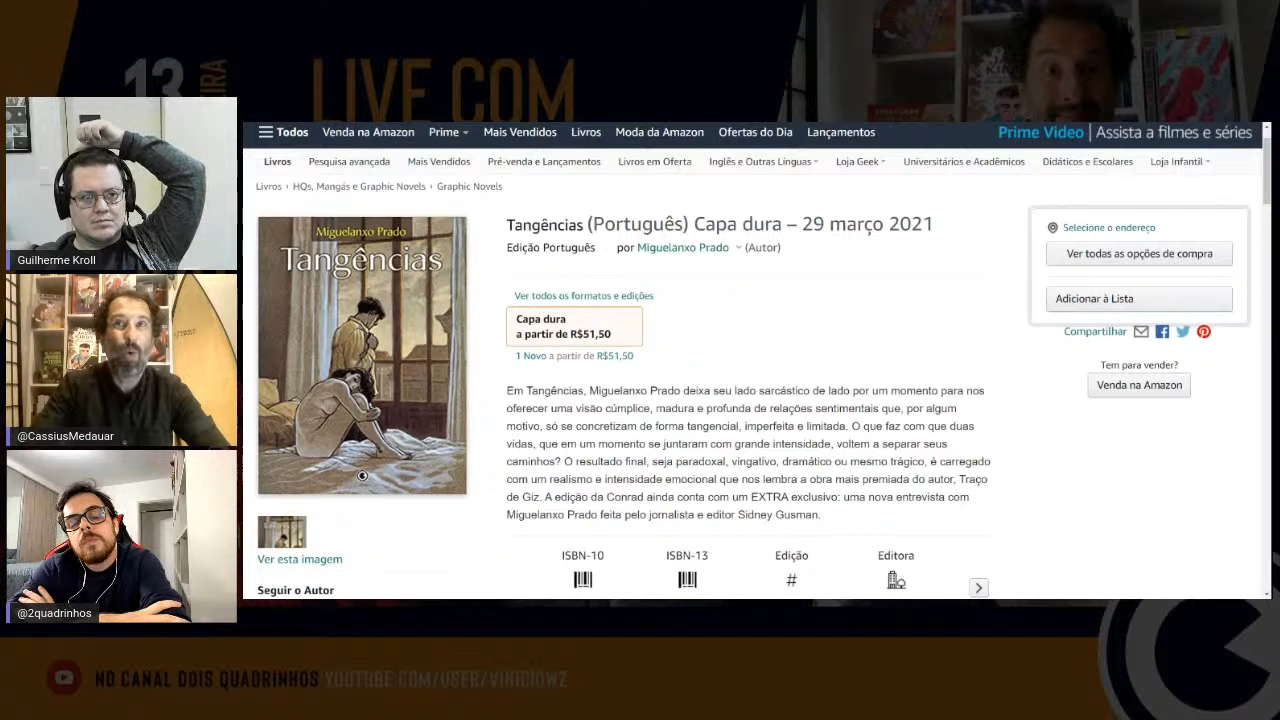 13
IRA
LIVE COM
Todos Venda na Amazon Prime Mais Vendidos Livros Moda da Amazon Ofertas do Dia Lançamentos Prime Video | Assista a filmes e séries
Livros Pesquisa avançada Mais Vendidos Pré-venda e Lançamentos Livros em Oferta Inglês e Outras Línguas Loja Geek Universitários e Acadêmicos Didáticos e Escolares Loja Infantil
Livros › HQs, Mangás e Graphic Novels › Graphic Novels
Miguelanxo Prado
Tangências
Tangências (Português) Capa dura – 29 março 2021
Edição Português por Miguelanxo Prado (Autor)
Ver todos os formatos e edições
Capa dura
a partir de R$51,50
1 Novo a partir de R$51,50
Em Tangências, Miguelanxo Prado deixa seu lado sarcástico de lado por um momento para nos
oferecer uma visão cúmplice, madura e profunda de relações sentimentais que, por algum
motivo, só se concretizam de forma tangencial, imperfeita e limitada. O que faz com que duas
vidas, que em um momento se juntaram com grande intensidade, voltem a separar seus
caminhos? O resultado final, seja paradoxal, vingativo, dramático ou mesmo trágico, é carregado
com um realismo e intensidade emocional que nos lembra a obra mais premiada do autor, Traço
de Giz. A edição da Conrad ainda conta com um EXTRA exclusivo: uma nova entrevista com
Miguelanxo Prado feita pelo jornalista e editor Sidney Gusman.
ISBN-10 ISBN-13 Edição Editora
#
Ver esta imagem
Seguir o Autor
Selecione o endereço
Ver todas as opções de compra
Adicionar à Lista
Compartilhar
Tem para vender?
Venda na Amazon
Guilherme Kroll
@CassiusMedauar
@2quadrinhos
NO CANAL DOIS QUADRINHOS YOUTUBE.COM/USER/VINICIOWZ